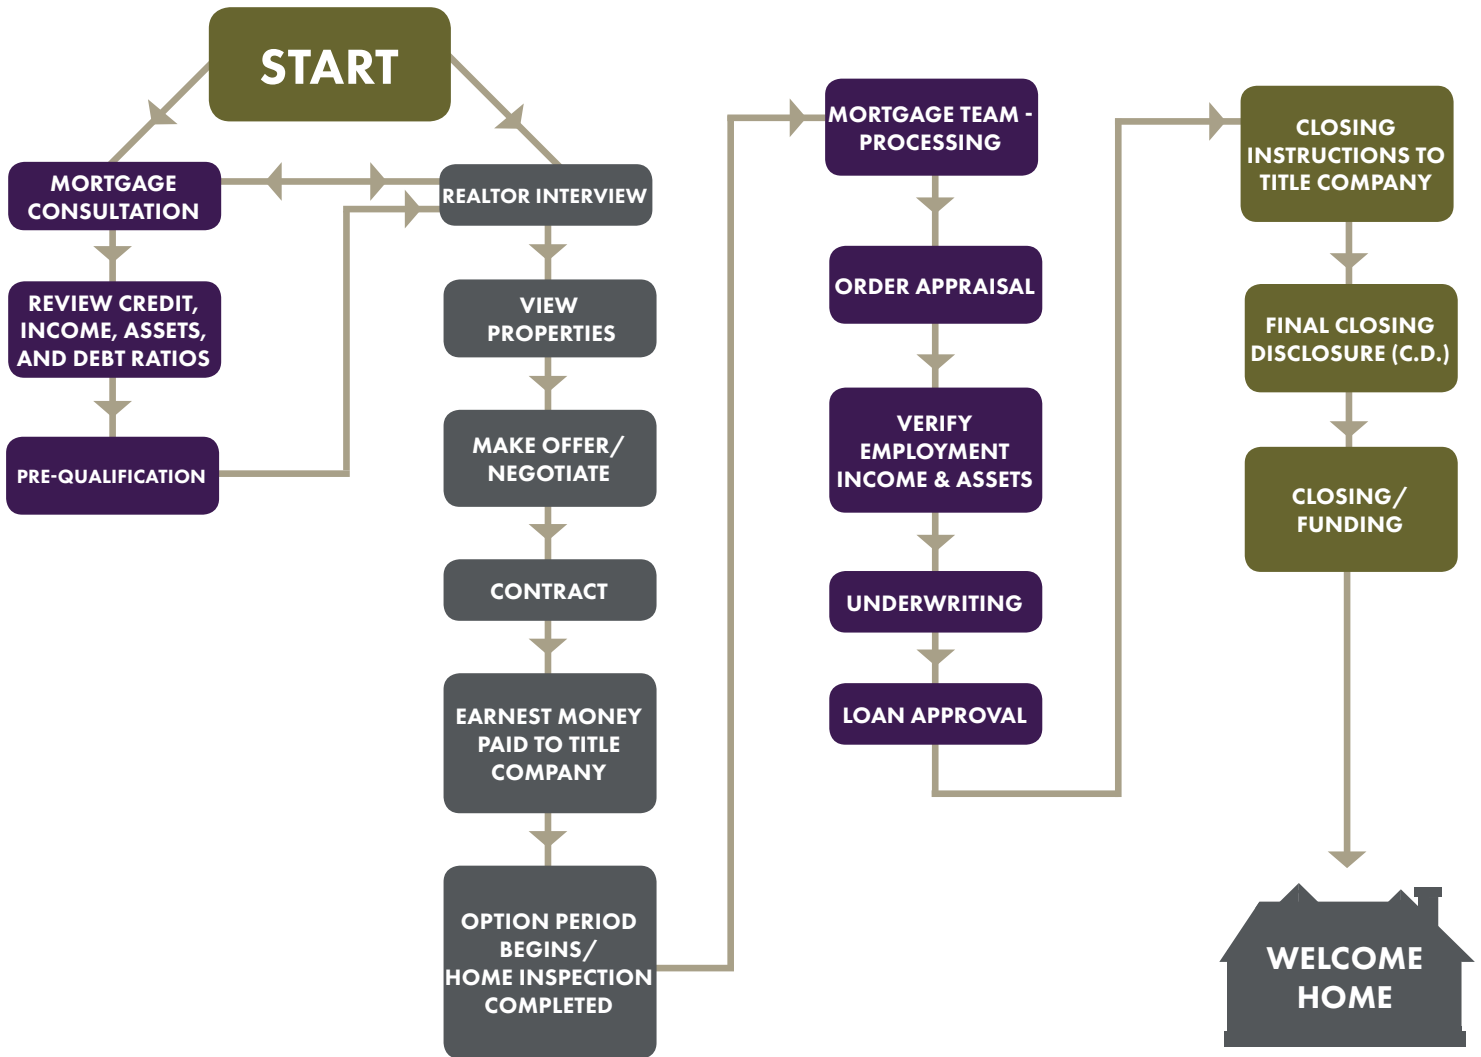 START
MORTGAGE
CONSULTATION
REVIEW CREDIT,
INCOME, ASSETS,
AND DEBT RATIOS
PRE-QUALIFICATION
REALTOR INTERVIEW
VIEW
PROPERTIES
MAKE OFFER/
NEGOTIATE
CONTRACT
EARNEST MONEY
PAID TO TITLE
COMPANY
OPTION PERIOD
BEGINS/
HOME INSPECTION
COMPLETED
MORTGAGE TEAM -
PROCESSING
ORDER APPRAISAL
VERIFY
EMPLOYMENT
INCOME & ASSETS
UNDERWRITING
LOAN APPROVAL
CLOSING
INSTRUCTIONS TO
TITLE COMPANY
FINAL CLOSING
DISCLOSURE (C.D.)
CLOSING/
FUNDING
WELCOME
HOME